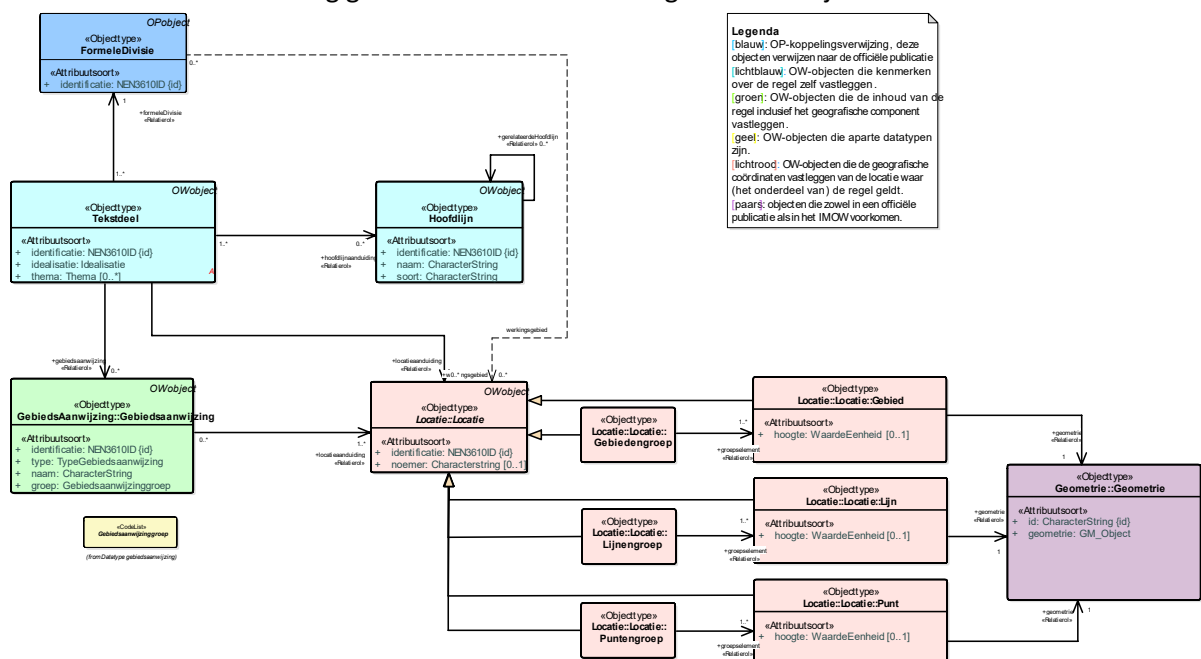 OPobject
«Objecttype»
FormeleDivisie
«Attribuutsoort»
+ identificatie: NEN3610ID {id}
0..*
1
+formeleDivisie
«Relatierol»
1..*
Legenda
[blauw]: OP-koppelingsverwijzing, deze
objecten verwijzen naar de officiële publicatie
[lichtblauw]: OW-objecten die kenmerken
over de regel zelf vastleggen.
[groen]: OW-objecten die de inhoud van de
regel inclusief het geografische component
vastleggen.
[geel]: OW-objecten die aparte datatypen
zijn.
[lichtrood]: OW-objecten die de geografische
coördinaten vastleggen van de locatie waar
(het onderdeel van) de regel geldt.
[paars]: objecten die zowel in een officiële
publicatie als in het IMOW voorkomen.
+gerelateerdeHoofdlijn
«Relatierol» 0..*
OWobject
«Objecttype»
Tekstdeel
«Attribuutsoort»
+ identificatie: NEN3610ID {id}
+ idealisatie: Idealisatie
+ thema: Thema [0..*]
A
1..*
0..*
+hoofdlijnaanduiding
«Relatierol»
OWobject
«Objecttype»
Hoofdlijn
«Attribuutsoort»
+ identificatie: NEN3610ID {id}
+ naam: CharacterString
+ soort: CharacterString
werkingsgebied
+gebiedsaanwijzing
«Relatierol»
0..*
+locatieaanduiding
«Relatierol»
0..*
OWobject
«Objecttype»
GebiedsAanwijzing::Gebiedsaanwijzing
«Attribuutsoort»
+ identificatie: NEN3610ID {id}
+ type: TypeGebiedsaanwijzing
+ naam: CharacterString
+ groep: Gebiedsaanwijzinggroep
0..*
1..*
+locatieaanduiding
«Relatierol»
OWobject
«Objecttype»
Locatie::Locatie
«Attribuutsoort»
+ identificatie: NEN3610ID {id}
+ noemer: Characterstring [0..1]
«Objecttype»
Locatie::Locatie::
Gebiedengroep
1..*
+groepselement
«Relatierol»
«Objecttype»
Locatie::Locatie::Gebied
«Attribuutsoort»
+ hoogte: WaardeEenheid [0..1]
+geometrie
«Relatierol»
1
«Objecttype»
Geometrie::Geometrie
«Attribuutsoort»
+ id: CharacterString {id}
+ geometrie: GM_Object
«Objecttype»
Locatie::Locatie::Lijn
«Attribuutsoort»
+ hoogte: WaardeEenheid [0..1]
+geometrie
«Relatierol»
1
«Objecttype»
Locatie::Locatie::
Lijnengroep
1..*
+groepselement
«Relatierol»
«CodeList»
Gebiedsaanwijzinggroep
(from Datatype gebiedsaanwijzing)
«Objecttype»
Locatie::Locatie::Punt
«Attribuutsoort»
+ hoogte: WaardeEenheid [0..1]
+geometrie
«Relatierol»
1
«Objecttype»
Locatie::Locatie::
Puntengroep
1..*
+groepselement
«Relatierol»